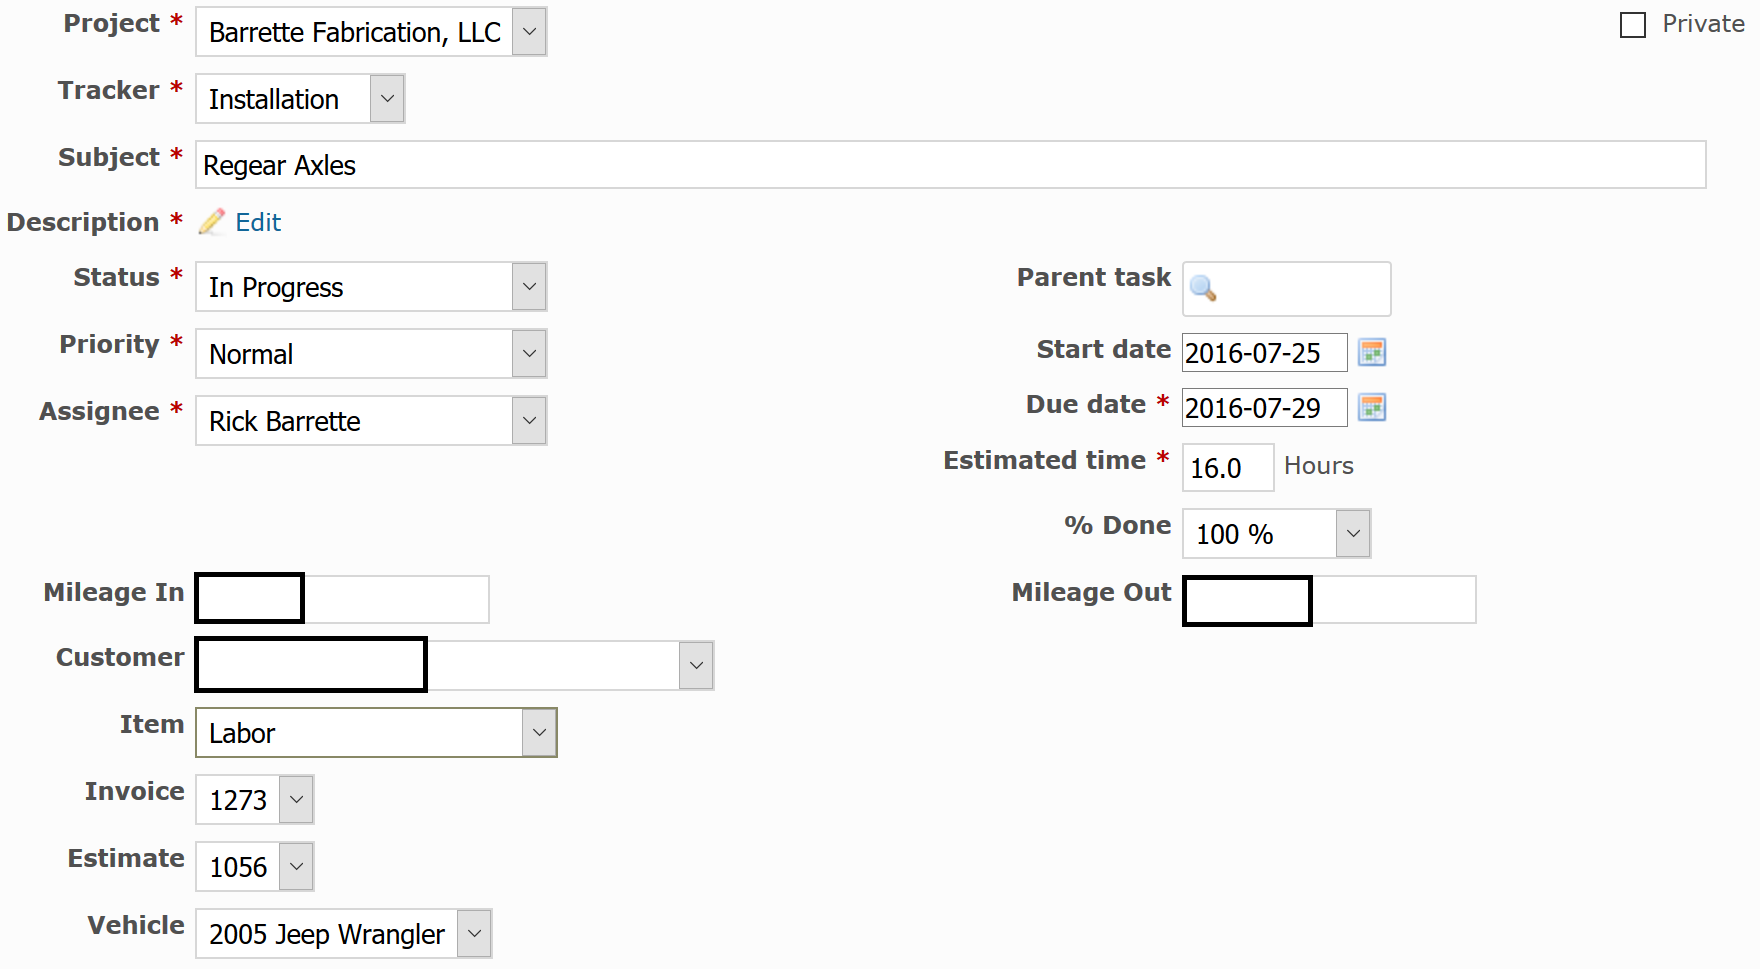 Project * Barrette Fabrication, LLC Private
Tracker * Installation
Subject * Regear Axles
Description * Edit
Status * In Progress Parent task
Priority * Normal Start date 2016-07-25
Assignee * Rick Barrette Due date * 2016-07-29
Estimated time * 16.0 Hours
% Done 100 %
Mileage In Mileage Out
Customer
Item Labor
Invoice 1273
Estimate 1056
Vehicle 2005 Jeep Wrangler